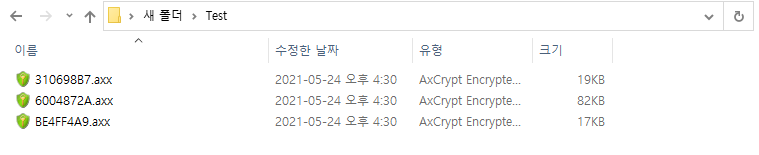 새 폴더 > Test
이름 수정한 날짜 유형 크기
310698B7.axx 2021-05-24 오후 4:30 AxCrypt Encrypte... 19KB
6004872A.axx 2021-05-24 오후 4:30 AxCrypt Encrypte... 82KB
BE4FF4A9.axx 2021-05-24 오후 4:30 AxCrypt Encrypte... 17KB